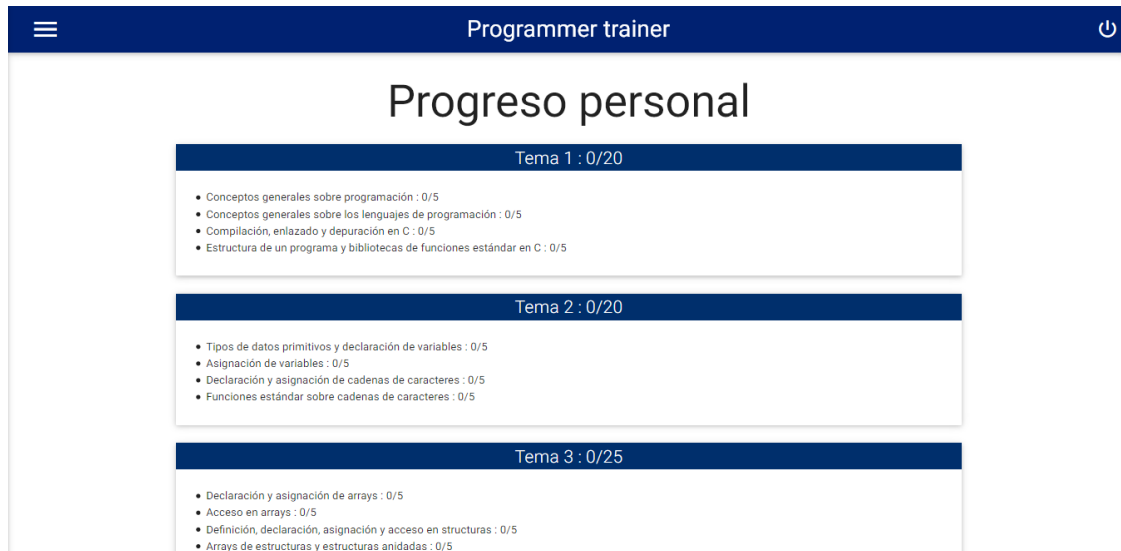 Programmer trainer
Progreso personal
Tema 1 : 0/20
Conceptos generales sobre programación : 0/5
Conceptos generales sobre los lenguajes de programación : 0/5
Compilación, enlazado y depuración en C : 0/5
Estructura de un programa y bibliotecas de funciones estándar en C : 0/5
Tema 2 : 0/20
Tipos de datos primitivos y declaración de variables : 0/5
Asignación de variables : 0/5
Declaración y asignación de cadenas de caracteres : 0/5
Funciones estándar sobre cadenas de caracteres : 0/5
Tema 3 : 0/25
Declaración y asignación de arrays : 0/5
Acceso en arrays : 0/5
Definición, declaración, asignación y acceso en structuras : 0/5
Arrays de estructuras y estructuras anidadas : 0/5